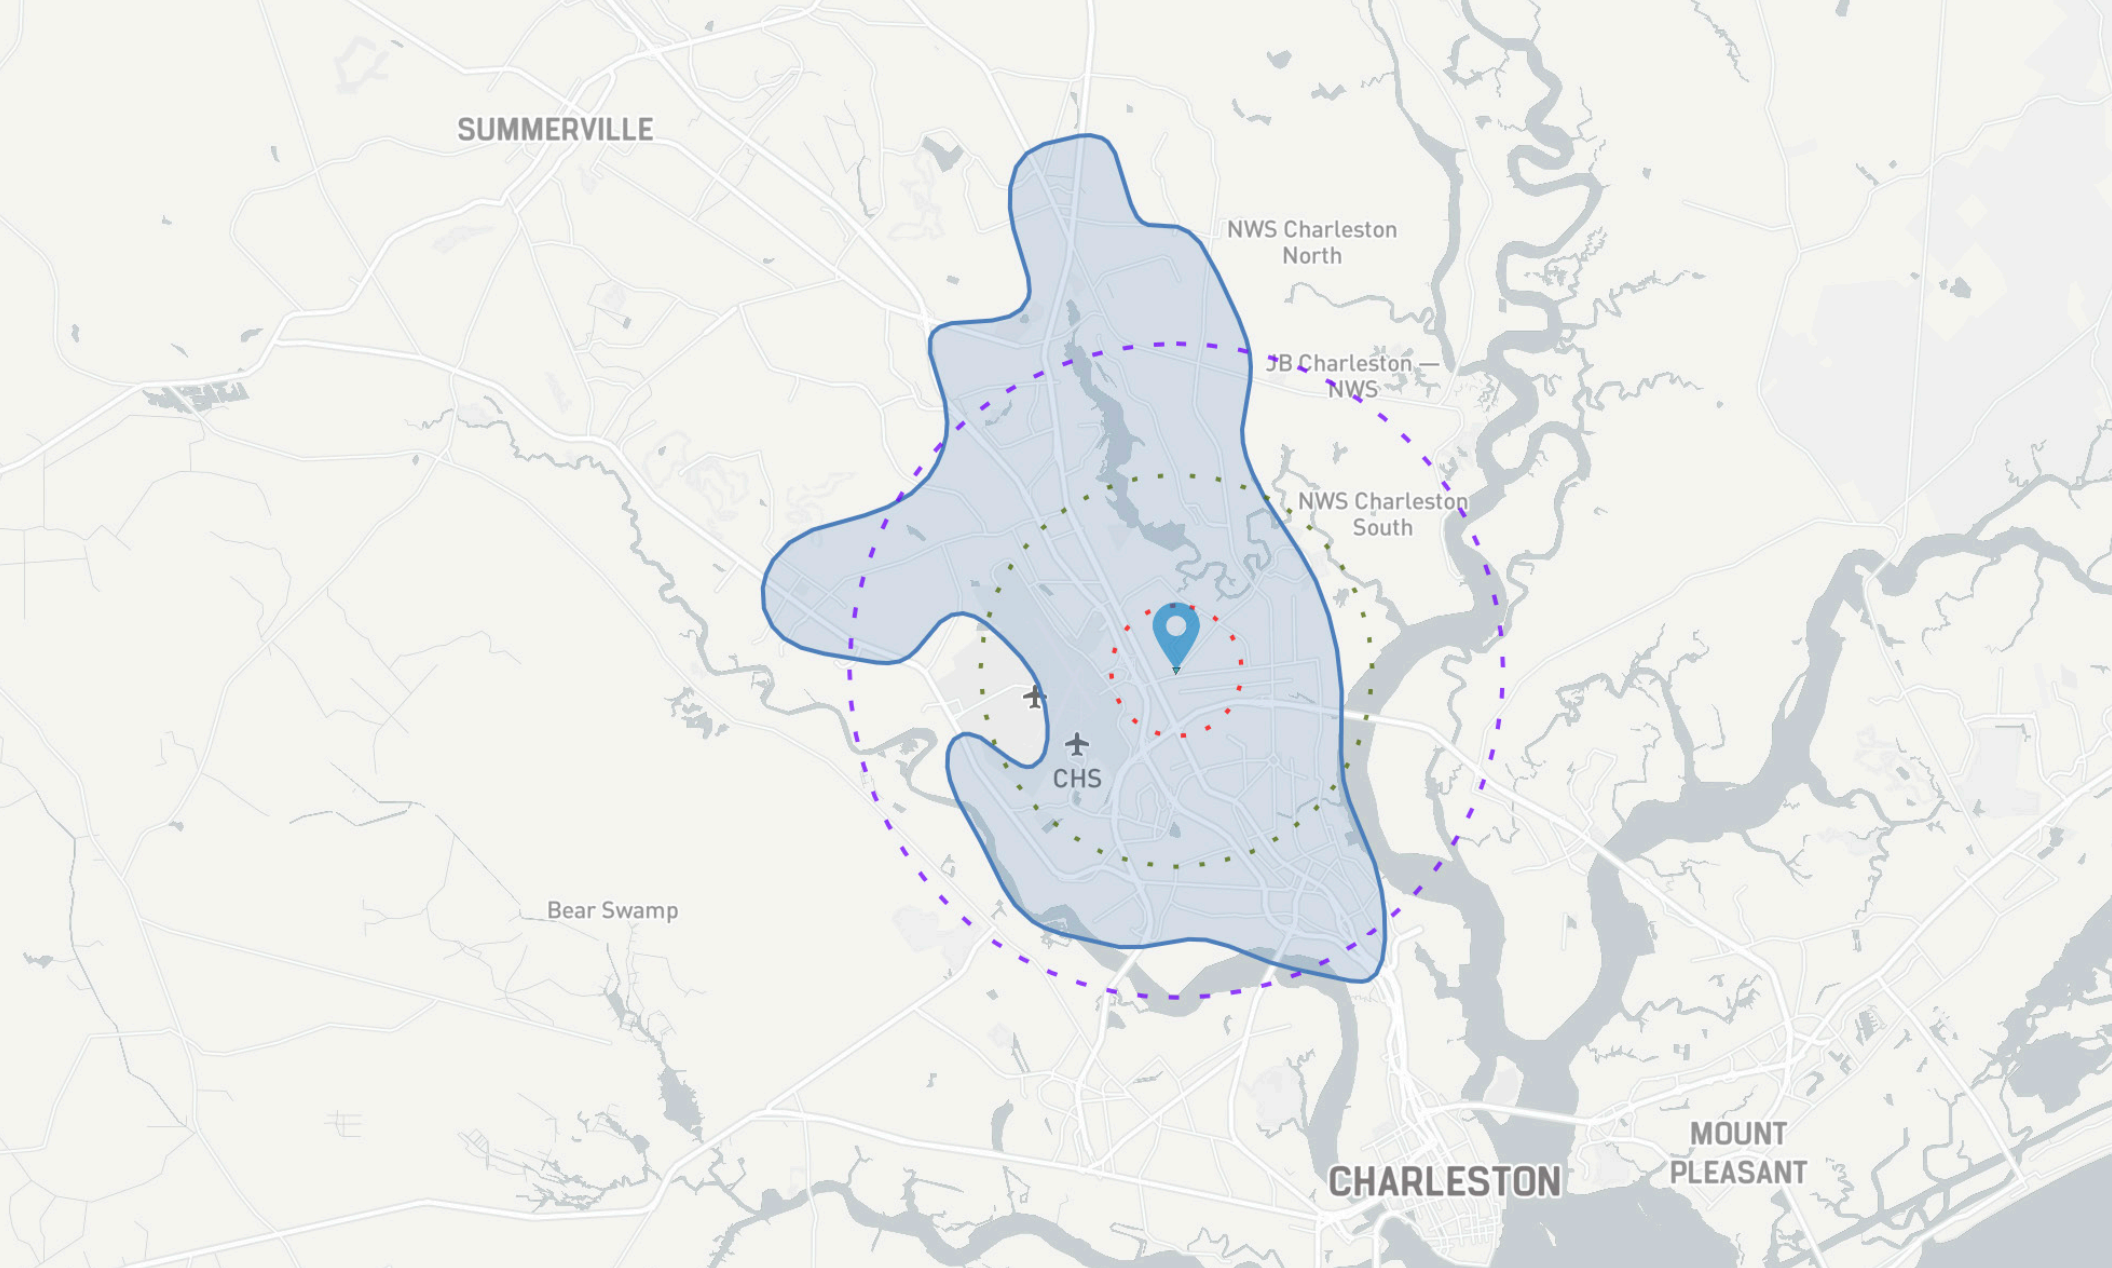 SUMMERVILLE
NWS Charleston
North
JB Charleston —
NWS
NWS Charleston
South
CHS
Bear Swamp
MOUNT
PLEASANT
CHARLESTON